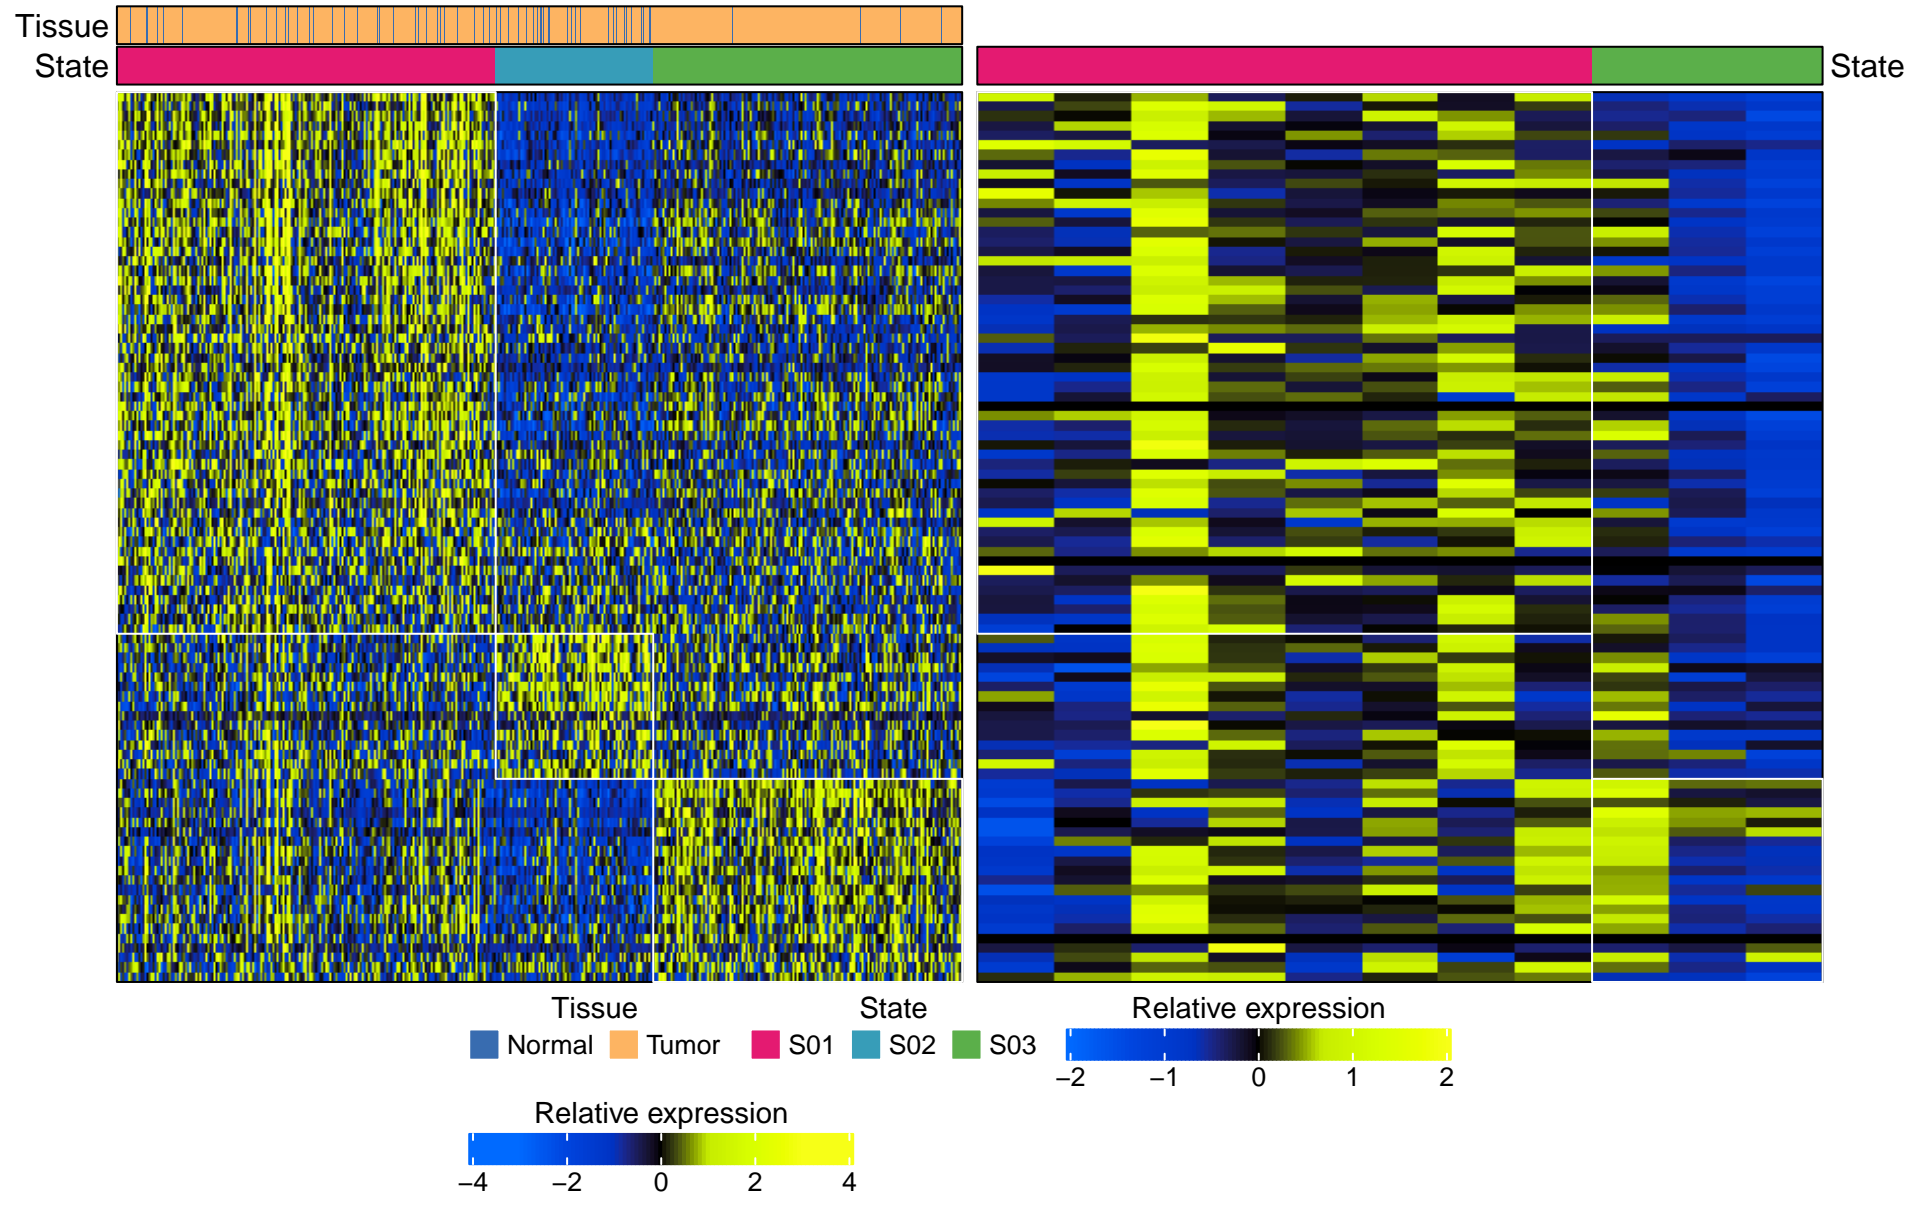 Tissue
State
State
Tissue
Normal Tumor
State
S01 S02 S03
Relative expression
−2 −1 0 1 2
Relative expression
−4 −2 0 2 4